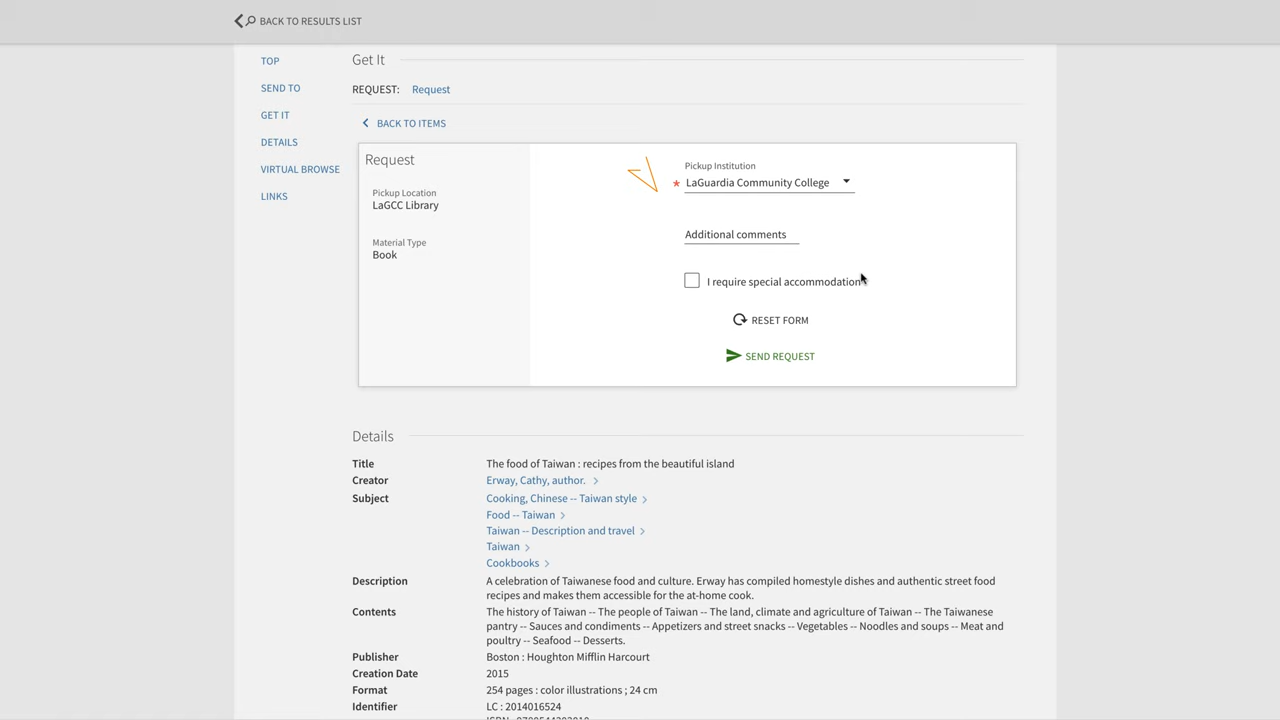 BACK TO RESULTS LIST
TOP
SEND TO
GET IT
DETAILS
VIRTUAL BROWSE
LINKS
Get It
REQUEST: Request
BACK TO ITEMS
Request
Pickup Location
LaGCC Library
Material Type
Book
Pickup Institution
* LaGuardia Community College
Additional comments
I require special accommodation
RESET FORM
SEND REQUEST
Details
Title The food of Taiwan : recipes from the beautiful island
Creator Erway, Cathy, author.
Subject Cooking, Chinese -- Taiwan style
Food -- Taiwan
Taiwan -- Description and travel
Taiwan
Cookbooks
Description A celebration of Taiwanese food and culture. Erway has compiled homestyle dishes and authentic street food
recipes and makes them accessible for the at-home cook.
Contents The history of Taiwan -- The people of Taiwan -- The land, climate and agriculture of Taiwan -- The Taiwanese
pantry -- Sauces and condiments -- Appetizers and street snacks -- Vegetables -- Noodles and soups -- Meat and
poultry -- Seafood -- Desserts.
Publisher Boston : Houghton Mifflin Harcourt
Creation Date 2015
Format 254 pages : color illustrations ; 24 cm
Identifier LC : 2014016524